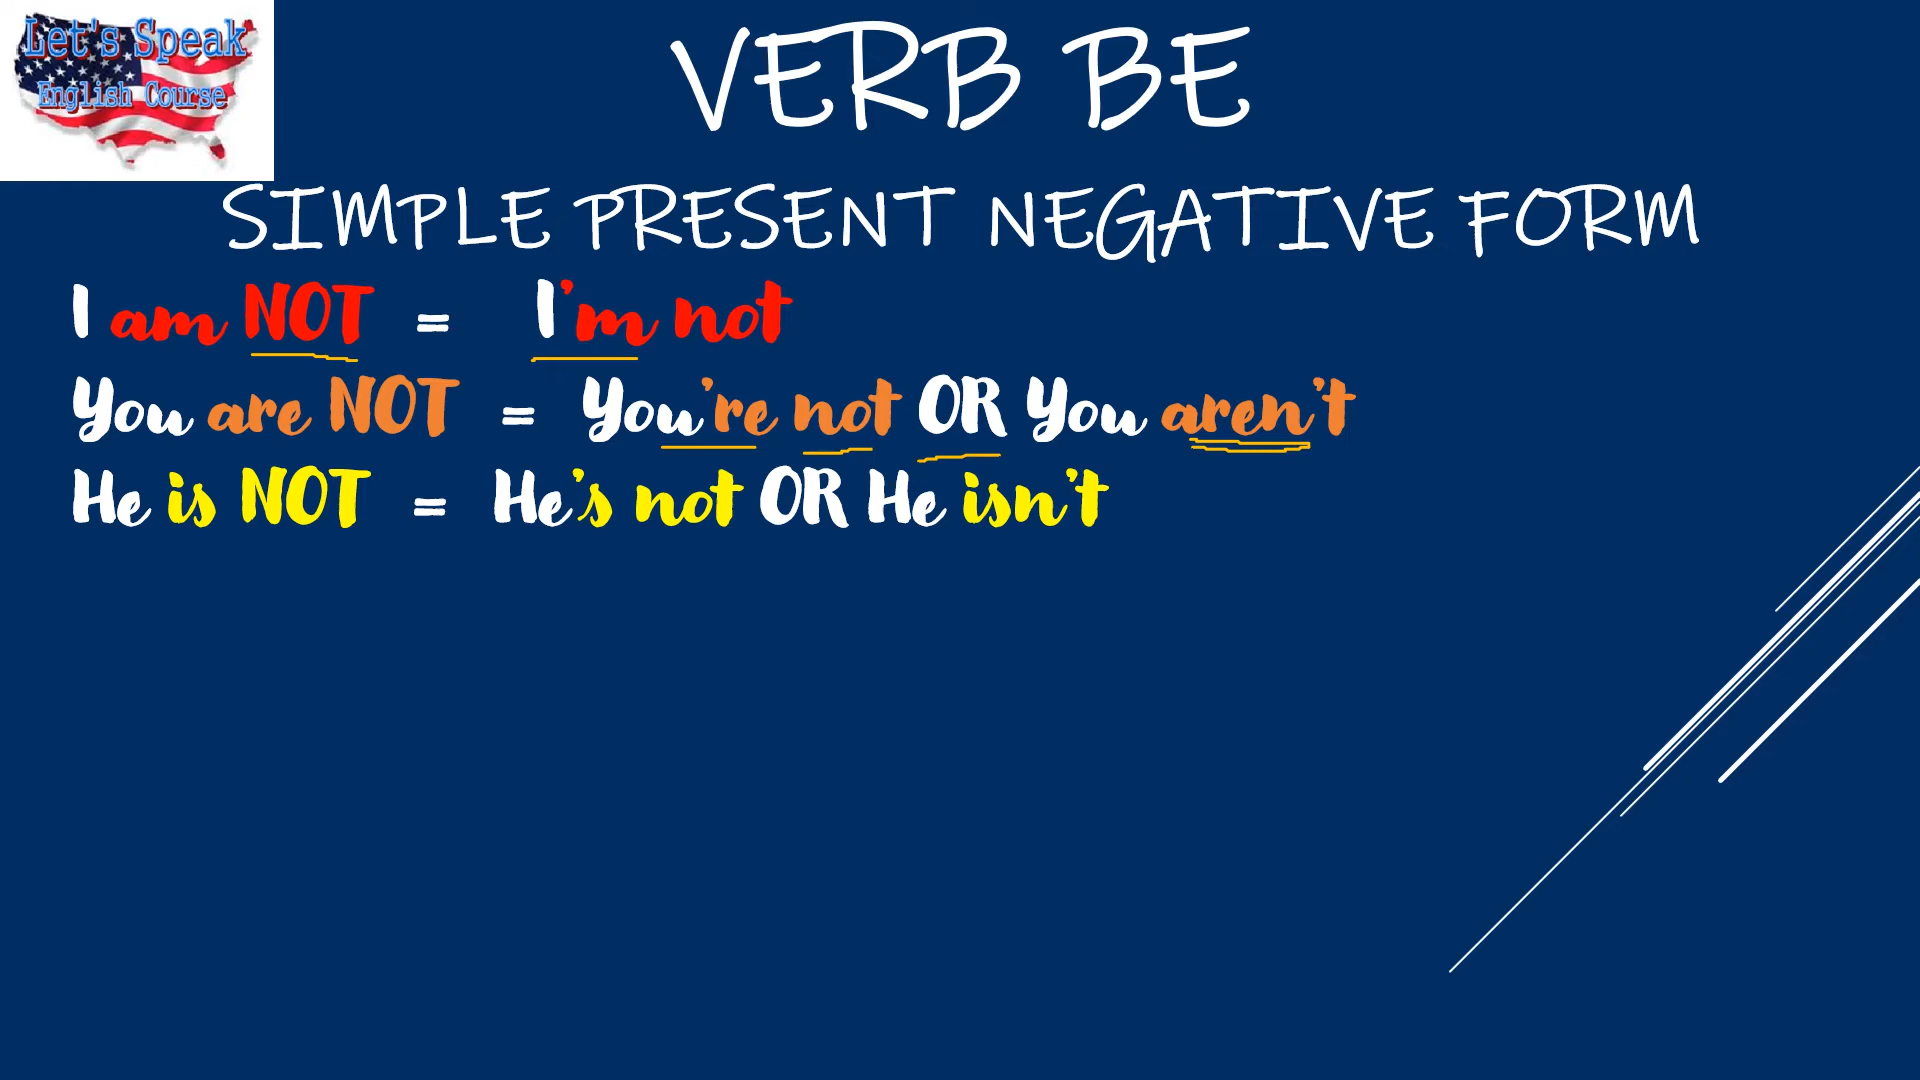 Let's Speak
English Course
VERB BE
SIMPLE PRESENT NEGATIVE FORM
I am NOT = I'm not
You are NOT = You're not OR You aren't
He is NOT = He's not OR He isn't